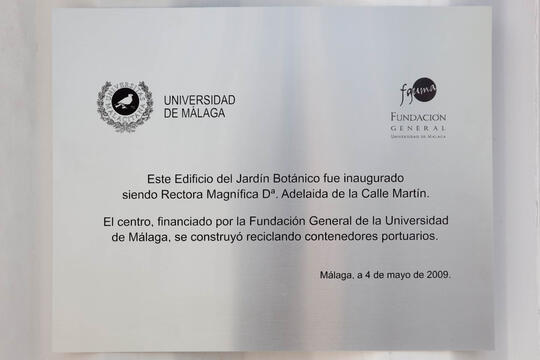 UNIVERSIDAD
DE MÁLAGA
fguma
FUNDACIÓN
GENERAL
UNIVERSIDAD DE MÁLAGA
Este Edificio del Jardín Botánico fue inaugurado
siendo Rectora Magnífica Dª. Adelaida de la Calle Martín.
El centro, financiado por la Fundación General de la Universidad
de Málaga, se construyó reciclando contenedores portuarios.
Málaga, a 4 de mayo de 2009.